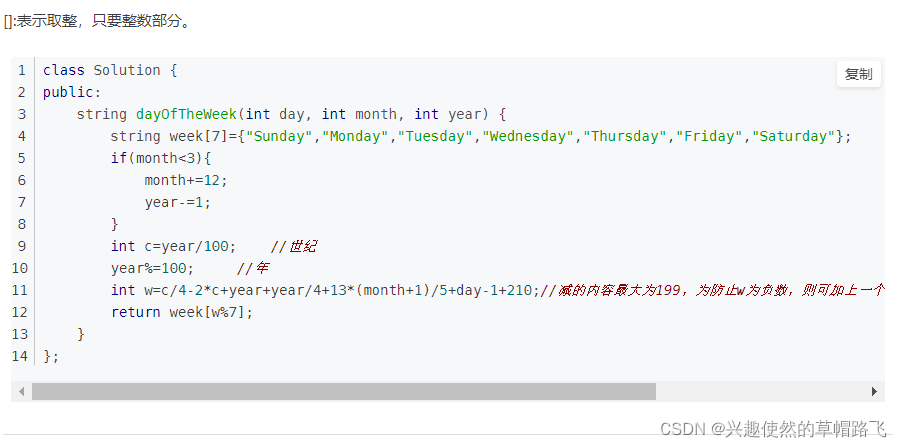 []:表示取整，只要整数部分。
复制
1 class Solution {
2 public:
3     string dayOfTheWeek(int day, int month, int year) {
4         string week[7]={"Sunday","Monday","Tuesday","Wednesday","Thursday","Friday","Saturday"};
5         if(month<3){
6             month+=12;
7             year-=1;
8         }
9         int c=year/100;    //世纪
10         year%=100;     //年
11         int w=c/4-2*c+year+year/4+13*(month+1)/5+day-1+210;//减的内容最大为199，为防止w为负数，则可加上一个
12         return week[w%7];
13     }
14 };
CSDN @兴趣使然的草帽路飞